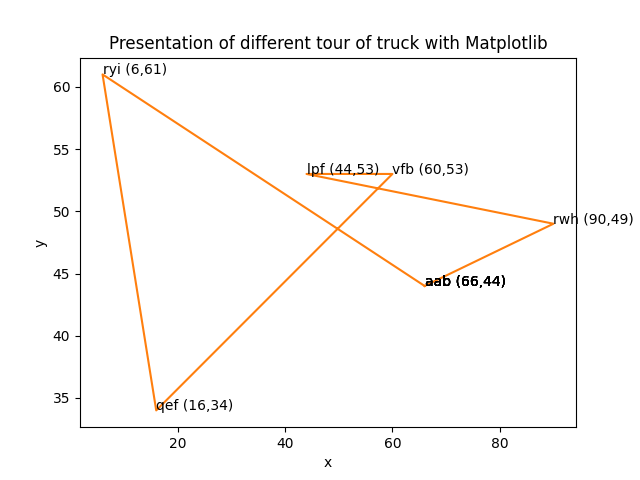 Presentation of different tour of truck with Matplotlib
ryi (6,61)
lpf (44,53)
vfb (60,53)
rwh (90,49)
aab (66,44)
qef (16,34)
60
55
50
45
40
35
y
20
40
60
80
x